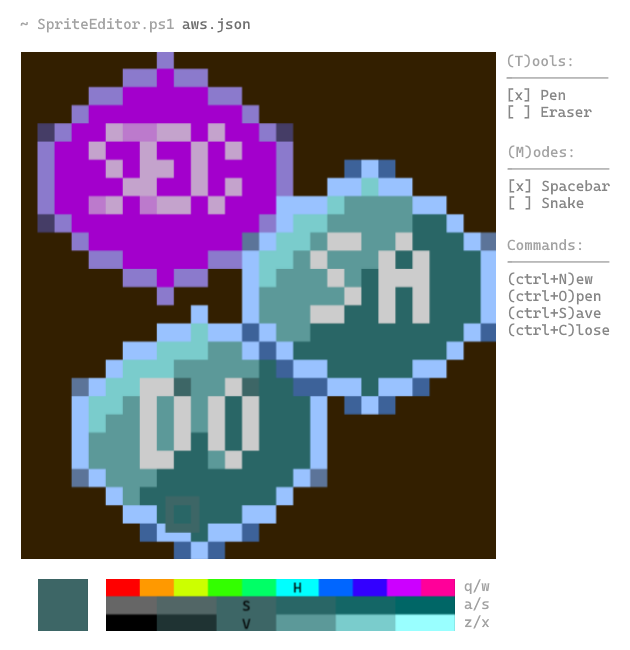 ~ SpriteEditor.ps1 aws.json
(T)ools:
[x] Pen
[ ] Eraser
(M)odes:
[x] Spacebar
[ ] Snake
Commands:
(ctrl+N)ew
(ctrl+O)pen
(ctrl+S)ave
(ctrl+C)lose
H q/w
S a/s
V z/x